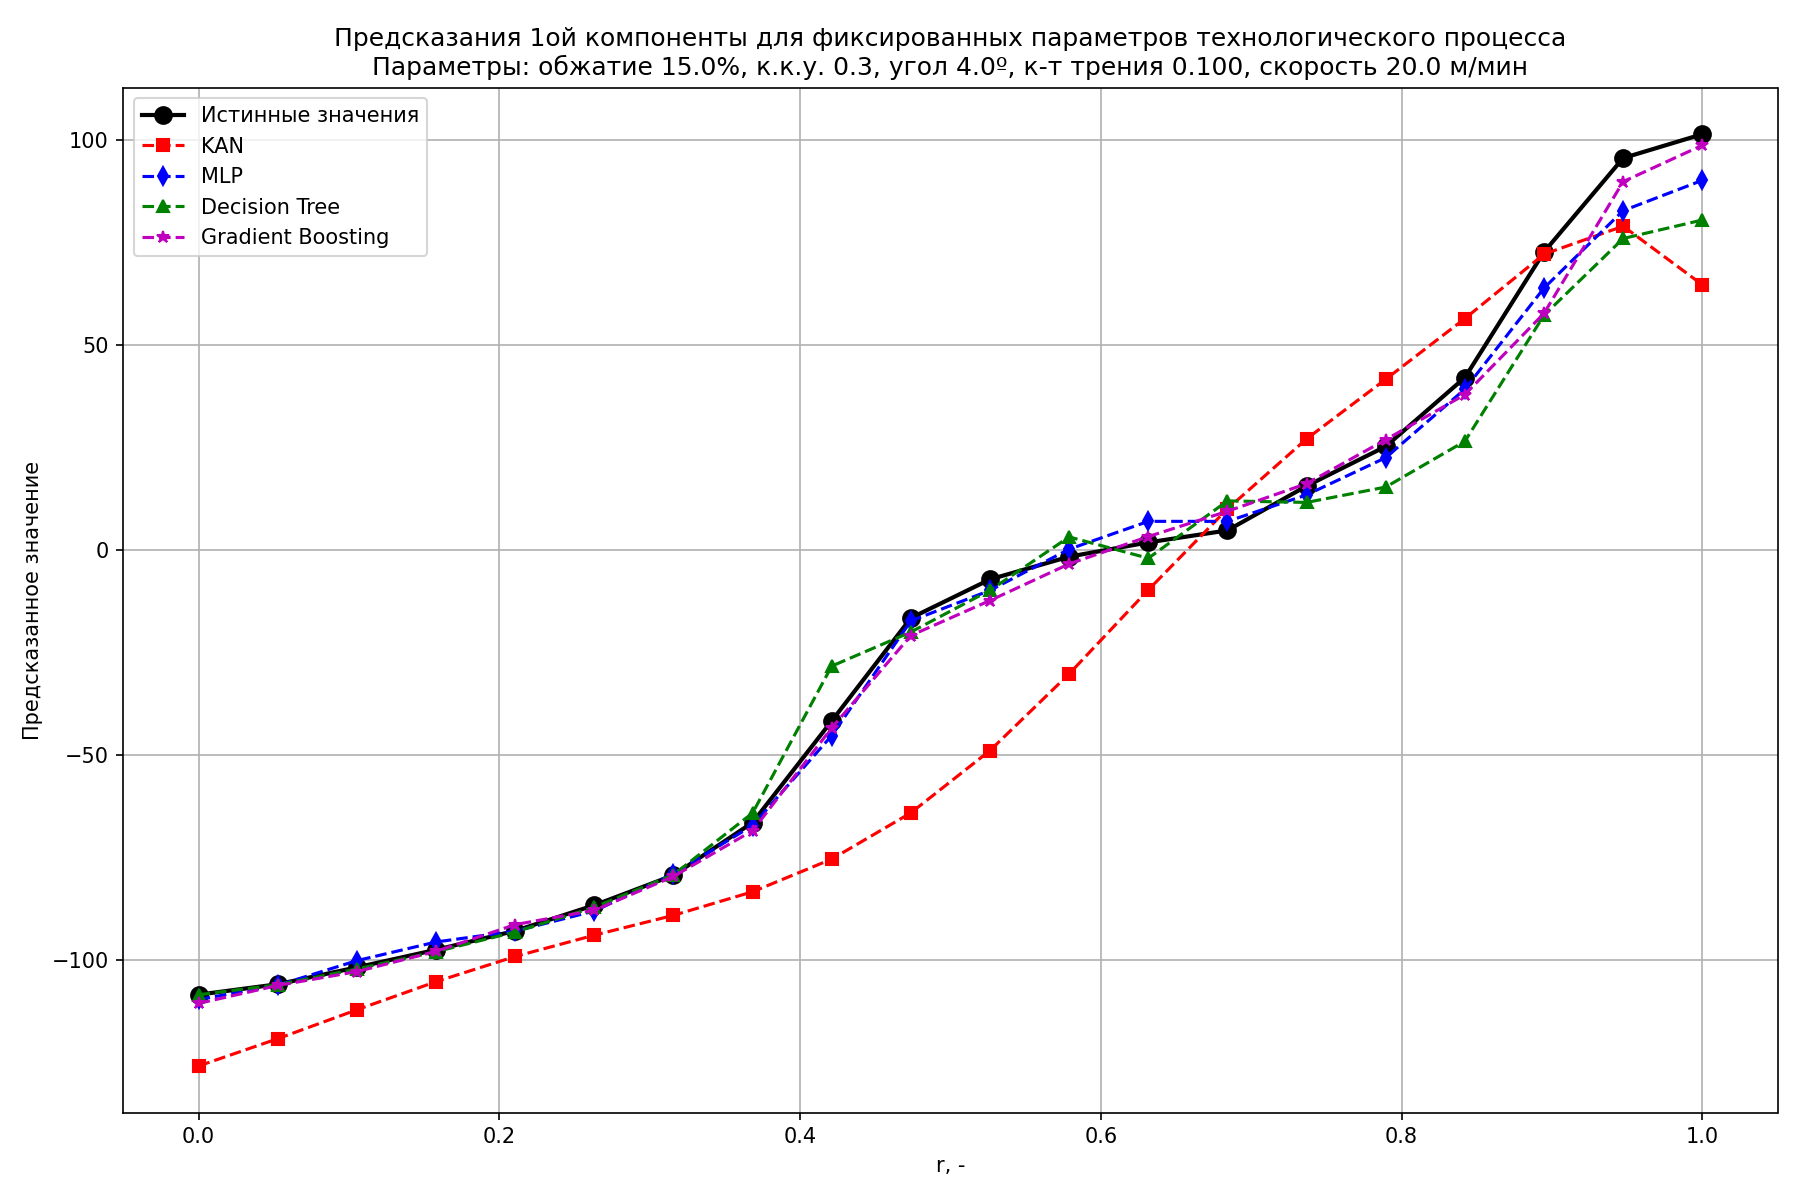 Предсказания 1ой компоненты для фиксированных параметров технологического процесса
Параметры: обжатие 15.0%, к.к.у. 0.3, угол 4.0º, к-т трения 0.100, скорость 20.0 м/мин
Истинные значения
KAN
MLP
Decision Tree
Gradient Boosting
Предсказанное значение
100
50
0
−50
−100
0.0 0.2 0.4 0.6 0.8 1.0
r, -